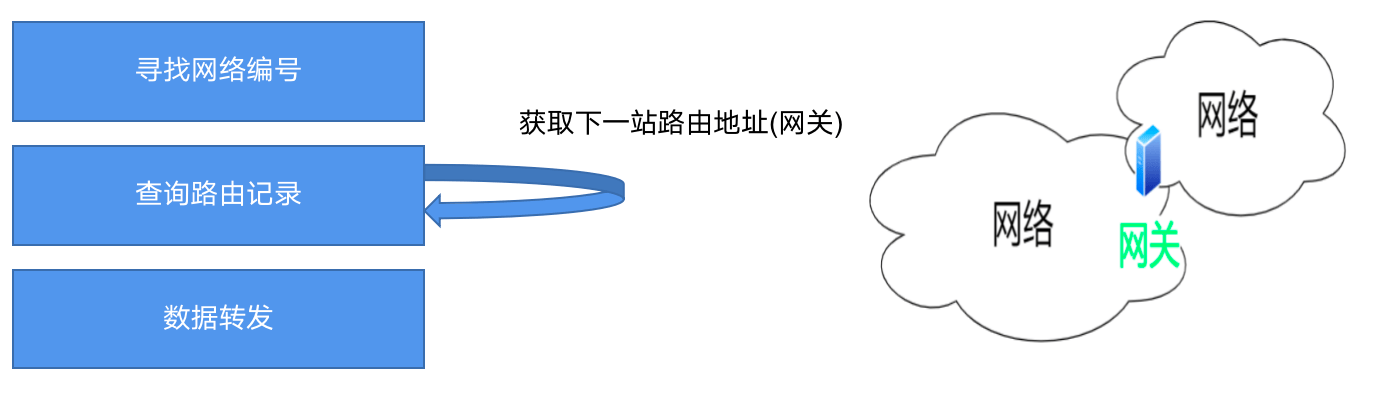 寻找网络编号
获取下一站路由地址(网关)
查询路由记录
数据转发
网络
网络
网关